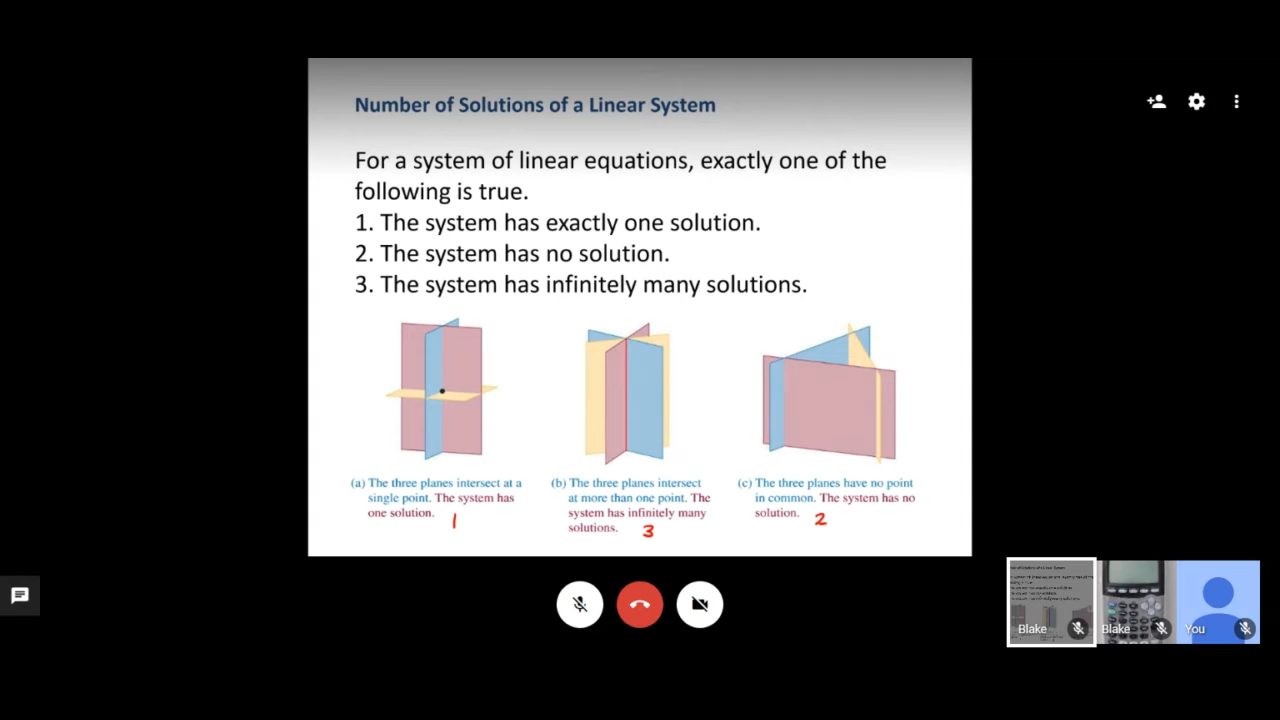 Number of Solutions of a Linear System
For a system of linear equations, exactly one of the
following is true.
1. The system has exactly one solution.
2. The system has no solution.
3. The system has infinitely many solutions.
(a) The three planes intersect at a
single point. The system has
one solution.
1
(b) The three planes intersect
at more than one point. The
system has infinitely many
solutions.
3
(c) The three planes have no point
in common. The system has no
solution.
2
Blake
Blake
You